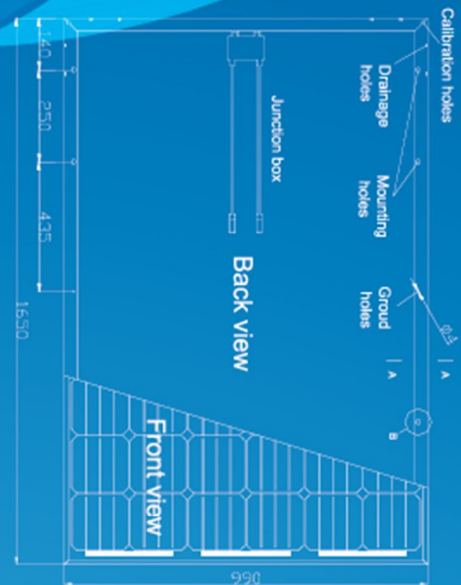 Calibration holes
Drainage
holes
Mounting
holes
Groud
holes
Junction box
Back view
Front view
140
250
435
1650
990
A
A
B